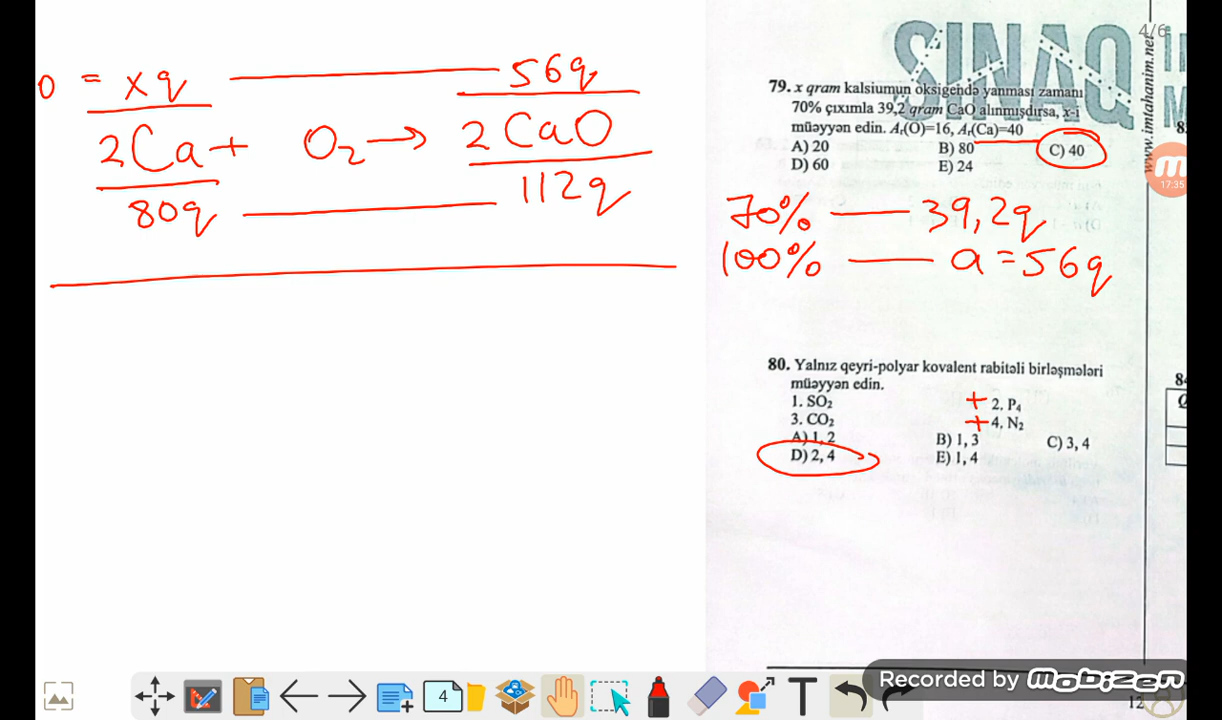 0 = xq 56q
2Ca + O₂ → 2CaO
80q 112q
4/6
SINAQ
www.imtahanim.net
79. x qram kalsiumun oksigendə yanması zamanı
70% çıxımla 39,2 qram CaO alınmışdırsa, x-i
müəyyən edin. Aᵣ(O)=16, Aᵣ(Ca)=40
A) 20 B) 80 C) 40
D) 60 E) 24
17:35
70% — 39,2q
100% — a = 56q
80. Yalnız qeyri-polyar kovalent rabitəli birləşmələri
müəyyən edin.
1. SO₂ + 2. P₄
3. CO₂ + 4. N₂
A) 1, 2 B) 1, 3 C) 3, 4
D) 2, 4 E) 1, 4
4
T
Recorded by mobizen
12